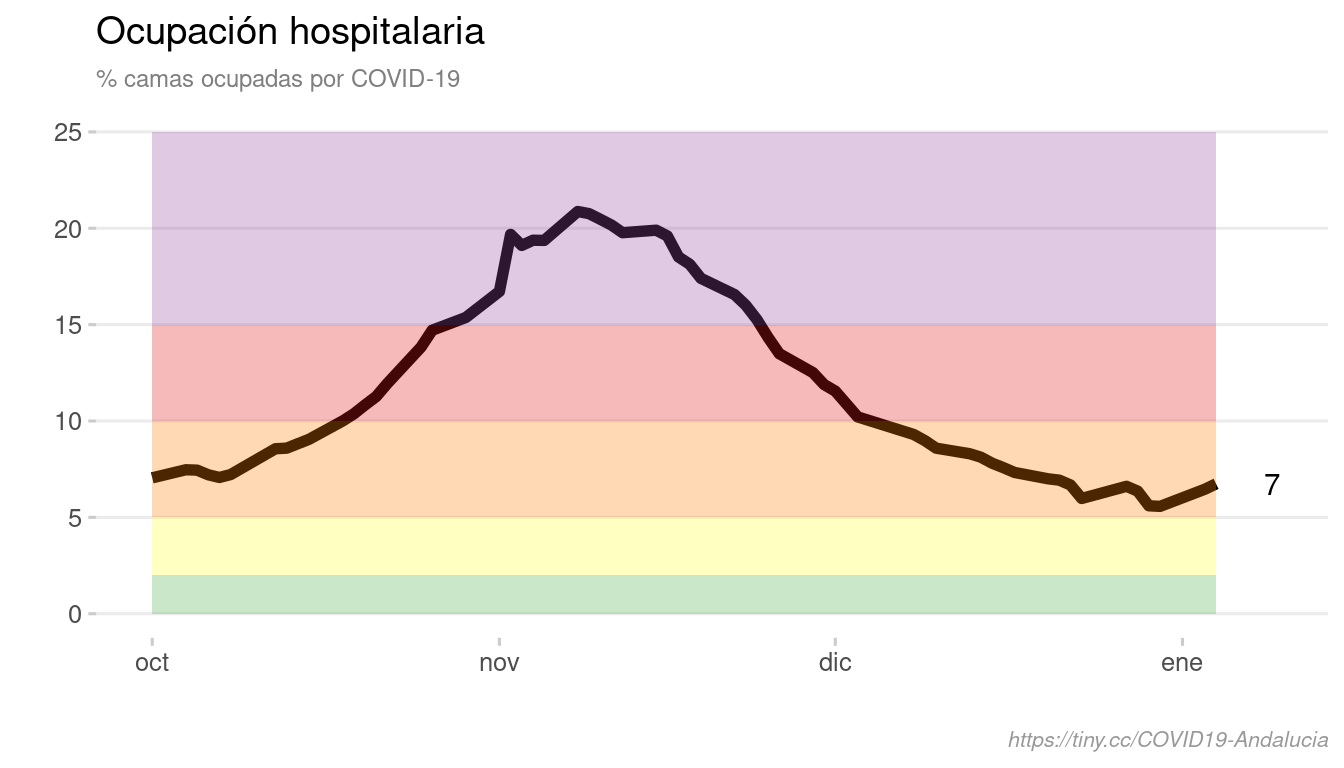 Ocupación hospitalaria
% camas ocupadas por COVID-19
25
20
15
10
5
0
7
oct nov dic ene
https://tiny.cc/COVID19-Andalucia